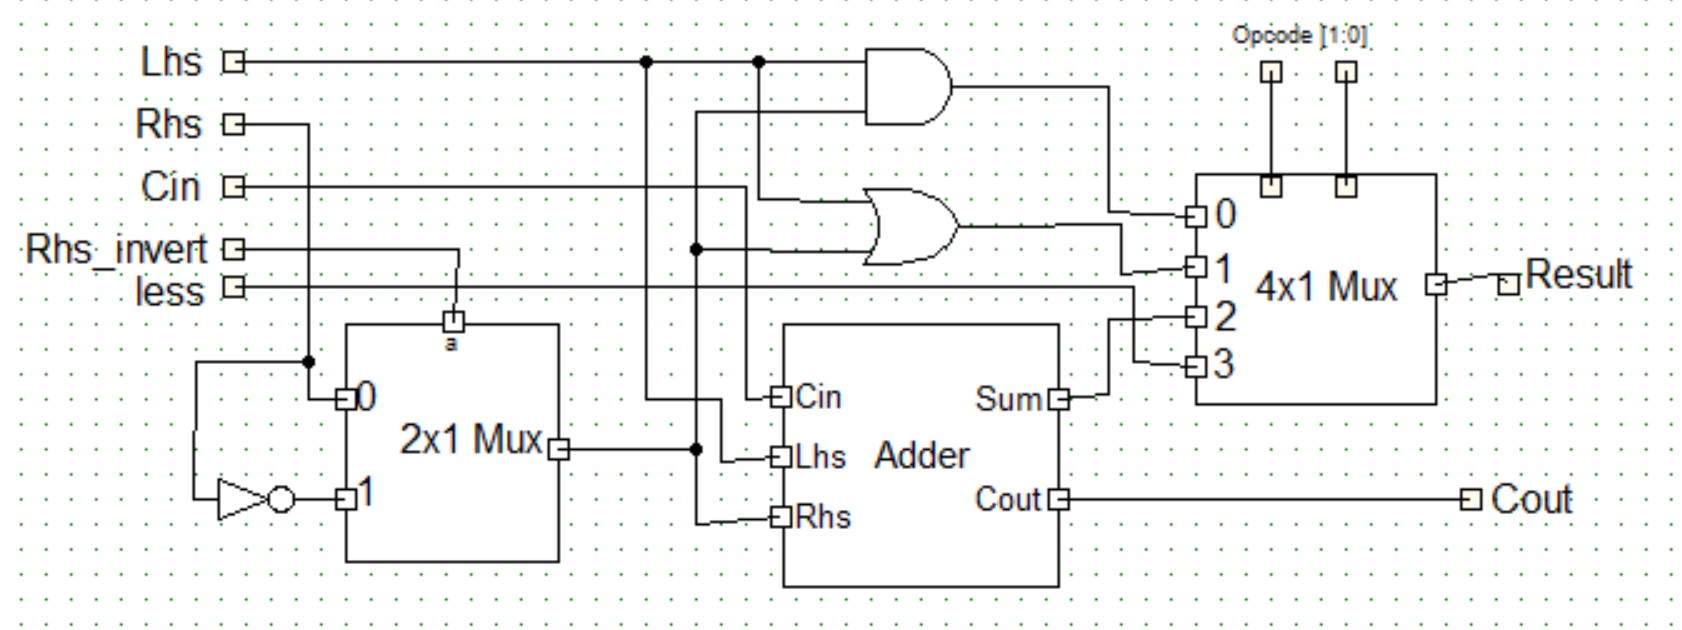 Opcode [1:0]
Lhs
Rhs
Cin
Rhs_invert
less
0
1
2
3
4x1 Mux
Result
a
0
1
2x1 Mux
Cin
Lhs
Rhs
Adder
Sum
Cout
Cout